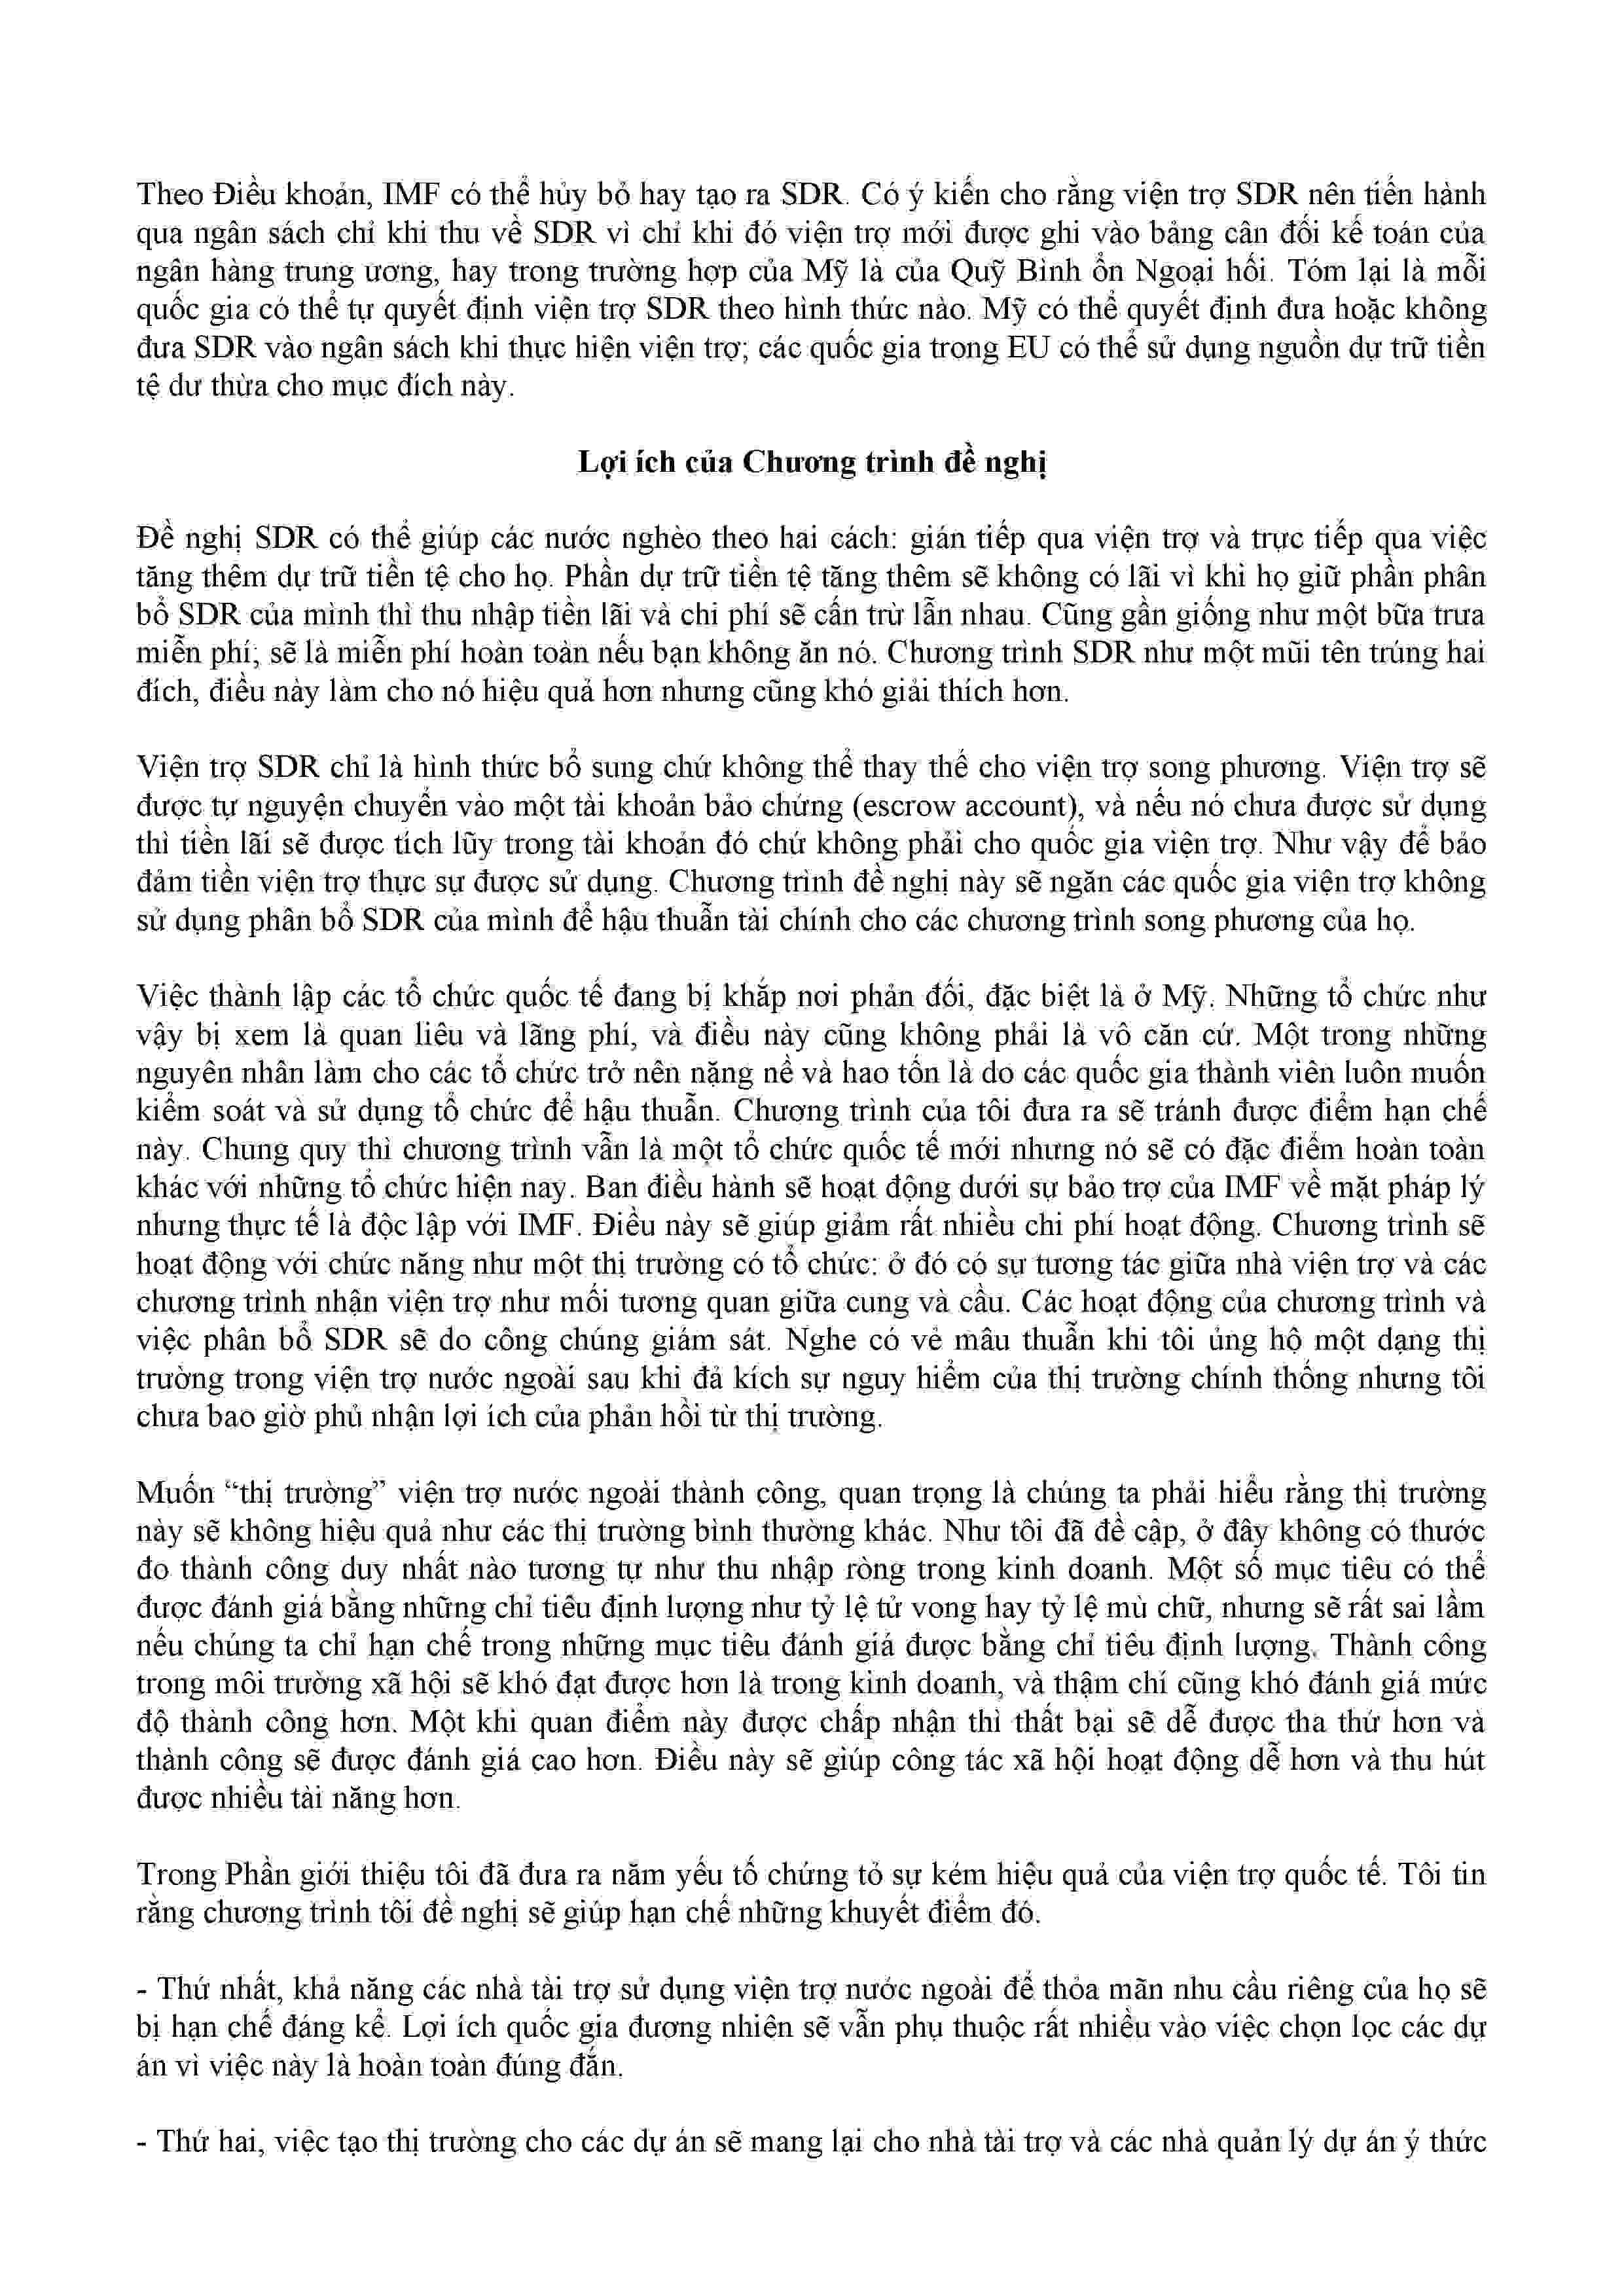 Theo Điều khoản, IMF có thể hủy bỏ hay tạo ra SDR. Có ý kiến cho rằng viện trợ SDR nên tiến hành
qua ngân sách chỉ khi thu về SDR vì chỉ khi đó viện trợ mới được ghi vào bảng cân đối kế toán của
ngân hàng trung ương, hay trong trường hợp của Mỹ là của Quỹ Bình ổn Ngoại hối. Tóm lại là mỗi
quốc gia có thể tự quyết định viện trợ SDR theo hình thức nào. Mỹ có thể quyết định đưa hoặc không
đưa SDR vào ngân sách khi thực hiện viện trợ; các quốc gia trong EU có thể sử dụng nguồn dự trữ tiền
tệ dư thừa cho mục đích này.
Lợi ích của Chương trình đề nghị
Đề nghị SDR có thể giúp các nước nghèo theo hai cách: gián tiếp qua viện trợ và trực tiếp qua việc
tăng thêm dự trữ tiền tệ cho họ. Phần dự trữ tiền tệ tăng thêm sẽ không có lãi vì khi họ giữ phần phân
bổ SDR của mình thì thu nhập tiền lãi và chi phí sẽ cấn trừ lẫn nhau. Cũng gần giống như một bữa trưa
miễn phí; sẽ là miễn phí hoàn toàn nếu bạn không ăn nó. Chương trình SDR như một mũi tên trúng hai
đích, điều này làm cho nó hiệu quả hơn nhưng cũng khó giải thích hơn.
Viện trợ SDR chỉ là hình thức bổ sung chứ không thể thay thế cho viện trợ song phương. Viện trợ sẽ
được tự nguyện chuyển vào một tài khoản bảo chứng (escrow account), và nếu nó chưa được sử dụng
thì tiền lãi sẽ được tích lũy trong tài khoản đó chứ không phải cho quốc gia viện trợ. Như vậy để bảo
đảm tiền viện trợ thực sự được sử dụng. Chương trình đề nghị này sẽ ngăn các quốc gia viện trợ không
sử dụng phân bổ SDR của mình để hậu thuẫn tài chính cho các chương trình song phương của họ.
Việc thành lập các tổ chức quốc tế đang bị khắp nơi phản đối, đặc biệt là ở Mỹ. Những tổ chức như
vậy bị xem là quan liêu và lãng phí, và điều này cũng không phải là vô căn cứ. Một trong những
nguyên nhân làm cho các tổ chức trở nên nặng nề và hao tốn là do các quốc gia thành viên luôn muốn
kiểm soát và sử dụng tổ chức để hậu thuẫn. Chương trình của tôi đưa ra sẽ tránh được điểm hạn chế
này. Chung quy thì chương trình vẫn là một tổ chức quốc tế mới nhưng nó sẽ có đặc điểm hoàn toàn
khác với những tổ chức hiện nay. Ban điều hành sẽ hoạt động dưới sự bảo trợ của IMF về mặt pháp lý
nhưng thực tế là độc lập với IMF. Điều này sẽ giúp giảm rất nhiều chi phí hoạt động. Chương trình sẽ
hoạt động với chức năng như một thị trường có tổ chức: ở đó có sự tương tác giữa nhà viện trợ và các
chương trình nhận viện trợ như mối tương quan giữa cung và cầu. Các hoạt động của chương trình và
việc phân bổ SDR sẽ do công chúng giám sát. Nghe có vẻ mâu thuẫn khi tôi ủng hộ một dạng thị
trường trong viện trợ nước ngoài sau khi đả kích sự nguy hiểm của thị trường chính thống nhưng tôi
chưa bao giờ phủ nhận lợi ích của phản hồi từ thị trường.
Muốn “thị trường” viện trợ nước ngoài thành công, quan trọng là chúng ta phải hiểu rằng thị trường
này sẽ không hiệu quả như các thị trường bình thường khác. Như tôi đã đề cập, ở đây không có thước
đo thành công duy nhất nào tương tự như thu nhập ròng trong kinh doanh. Một số mục tiêu có thể
được đánh giá bằng những chỉ tiêu định lượng như tỷ lệ tử vong hay tỷ lệ mù chữ, nhưng sẽ rất sai lầm
nếu chúng ta chỉ hạn chế trong những mục tiêu đánh giá được bằng chỉ tiêu định lượng. Thành công
trong môi trường xã hội sẽ khó đạt được hơn là trong kinh doanh, và thậm chí cũng khó đánh giá mức
độ thành công hơn. Một khi quan điểm này được chấp nhận thì thất bại sẽ dễ được tha thứ hơn và
thành công sẽ được đánh giá cao hơn. Điều này sẽ giúp công tác xã hội hoạt động dễ hơn và thu hút
được nhiều tài năng hơn.
Trong Phần giới thiệu tôi đã đưa ra năm yếu tố chứng tỏ sự kém hiệu quả của viện trợ quốc tế. Tôi tin
rằng chương trình tôi đề nghị sẽ giúp hạn chế những khuyết điểm đó.
- Thứ nhất, khả năng các nhà tài trợ sử dụng viện trợ nước ngoài để thỏa mãn nhu cầu riêng của họ sẽ
bị hạn chế đáng kể. Lợi ích quốc gia đương nhiên sẽ vẫn phụ thuộc rất nhiều vào việc chọn lọc các dự
án vì việc này là hoàn toàn đúng đắn.
- Thứ hai, việc tạo thị trường cho các dự án sẽ mang lại cho nhà tài trợ và các nhà quản lý dự án ý thức